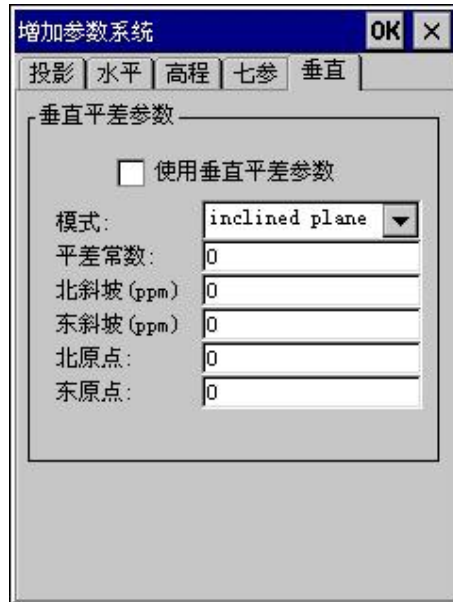 增加参数系统 OK ×
投影 水平 高程 七参 垂直
垂直平差参数
使用垂直平差参数
模式: inclined plane
平差常数: 0
北斜坡(ppm) 0
东斜坡(ppm) 0
北原点: 0
东原点: 0